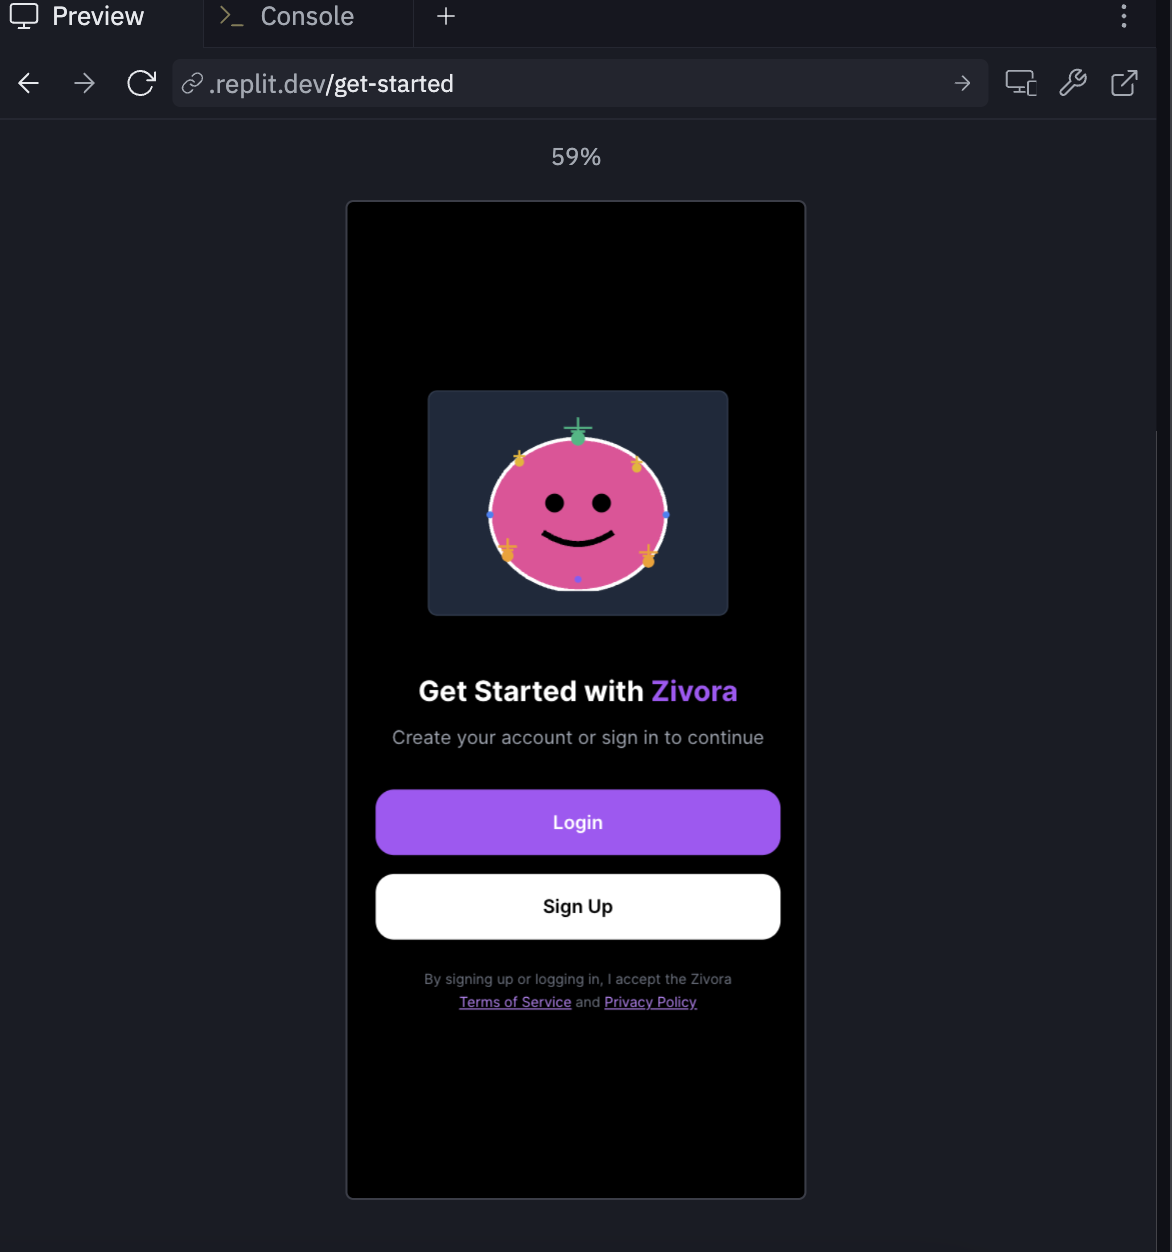 Preview
Console
.replit.dev/get-started
59%
Get Started with Zivora
Create your account or sign in to continue
Login
Sign Up
By signing up or logging in, I accept the Zivora
Terms of Service and Privacy Policy